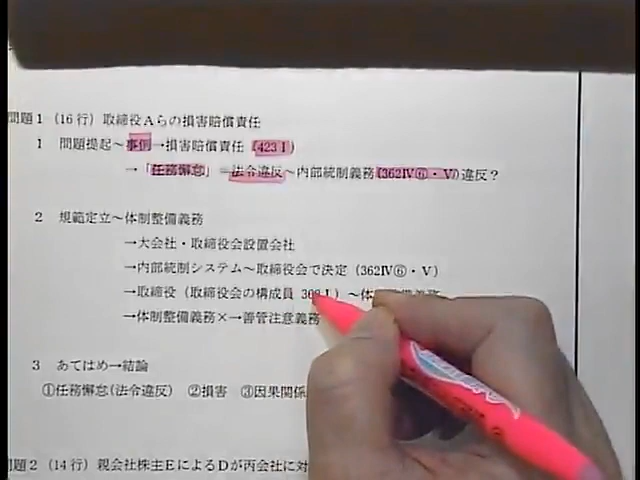 問題1 (16行) 取締役Aらの損害賠償責任
1 問題提起～事例→損害賠償責任 (423Ⅰ)
→「任務懈怠」=法令違反～内部統制義務(362Ⅳ⑥・Ⅴ)違反?
2 規範定立～体制整備義務
→大会社・取締役会設置会社
→内部統制システム～取締役会で決定 (362Ⅳ⑥・Ⅴ)
→取締役 (取締役会の構成員 36 Ⅰ) ～体
→体制整備義務×→善管注意義務
3 あてはめ→結論
①任務懈怠(法令違反) ②損害 ③因果関係
問題2 (14行) 親会社株主EによるDが丙会社に対